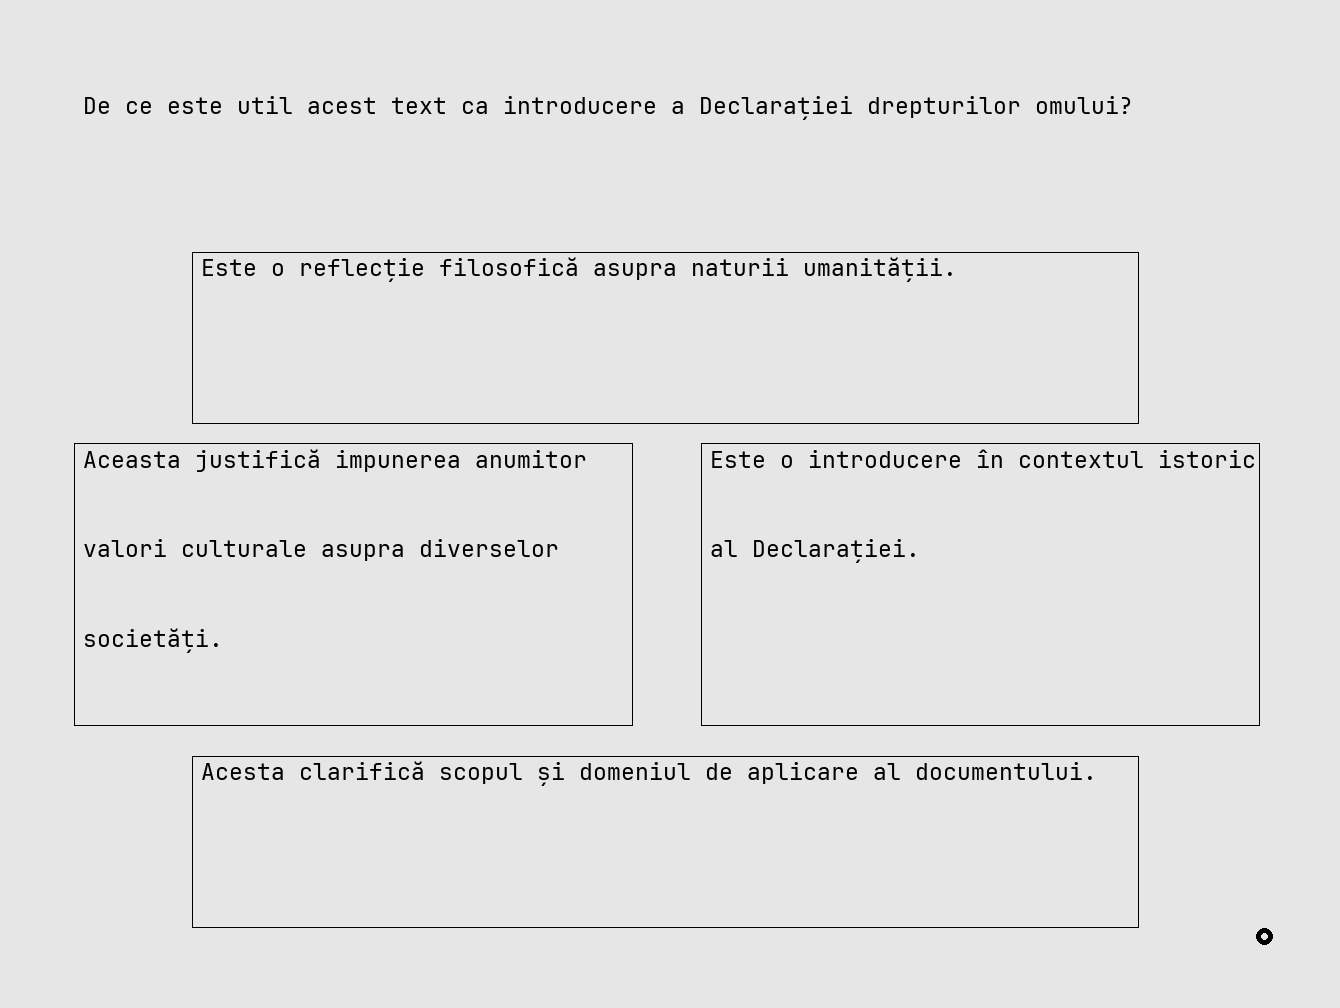 De ce este util acest text ca introducere a Declarației drepturilor omului?
Este o reflecție filosofică asupra naturii umanității.
Aceasta justifică impunerea anumitor
valori culturale asupra diverselor
societăți.
Este o introducere în contextul istoric
al Declarației.
Acesta clarifică scopul și domeniul de aplicare al documentului.